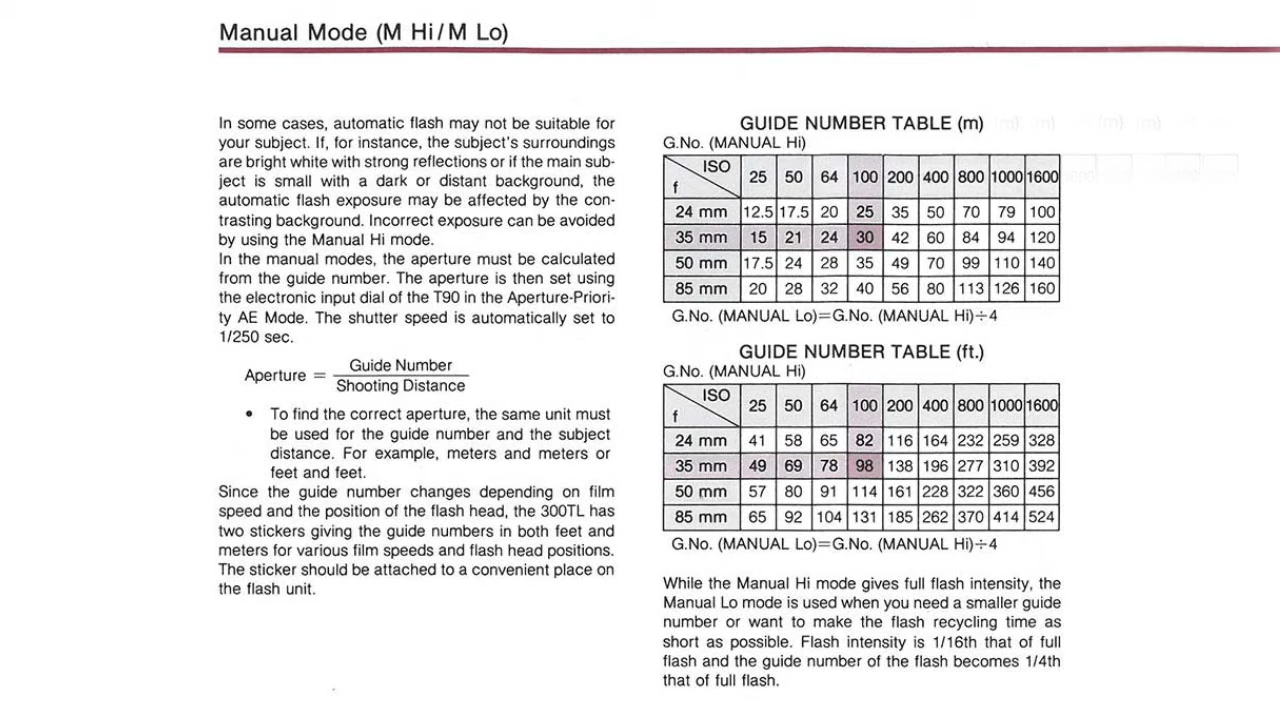 Manual Mode (M Hi/M Lo)
In some cases, automatic flash may not be suitable for
your subject. If, for instance, the subject's surroundings
are bright white with strong reflections or if the main sub-
ject is small with a dark or distant background, the
automatic flash exposure may be affected by the con-
trasting background. Incorrect exposure can be avoided
by using the Manual Hi mode.
In the manual modes, the aperture must be calculated
from the guide number. The aperture is then set using
the electronic input dial of the T90 in the Aperture-Priori-
ty AE Mode. The shutter speed is automatically set to
1/250 sec.
Aperture = Guide Number
Shooting Distance
• To find the correct aperture, the same unit must
be used for the guide number and the subject
distance. For example, meters and meters or
feet and feet.
Since the guide number changes depending on film
speed and the position of the flash head, the 300TL has
two stickers giving the guide numbers in both feet and
meters for various film speeds and flash head positions.
The sticker should be attached to a convenient place on
the flash unit.
GUIDE NUMBER TABLE (m)
G.No. (MANUAL Hi)
f ISO 25 50 64 100 200 400 800 1000 1600
24 mm 12.5 17.5 20 25 35 50 70 79 100
35 mm 15 21 24 30 42 60 84 94 120
50 mm 17.5 24 28 35 49 70 99 110 140
85 mm 20 28 32 40 56 80 113 126 160
G.No. (MANUAL Lo)=G.No. (MANUAL Hi)÷4
GUIDE NUMBER TABLE (ft.)
G.No. (MANUAL Hi)
f ISO 25 50 64 100 200 400 800 1000 1600
24 mm 41 58 65 82 116 164 232 259 328
35 mm 49 69 78 98 138 196 277 310 392
50 mm 57 80 91 114 161 228 322 360 456
85 mm 65 92 104 131 185 262 370 414 524
G.No. (MANUAL Lo)=G.No. (MANUAL Hi)÷4
While the Manual Hi mode gives full flash intensity, the
Manual Lo mode is used when you need a smaller guide
number or want to make the flash recycling time as
short as possible. Flash intensity is 1/16th that of full
flash and the guide number of the flash becomes 1/4th
that of full flash.